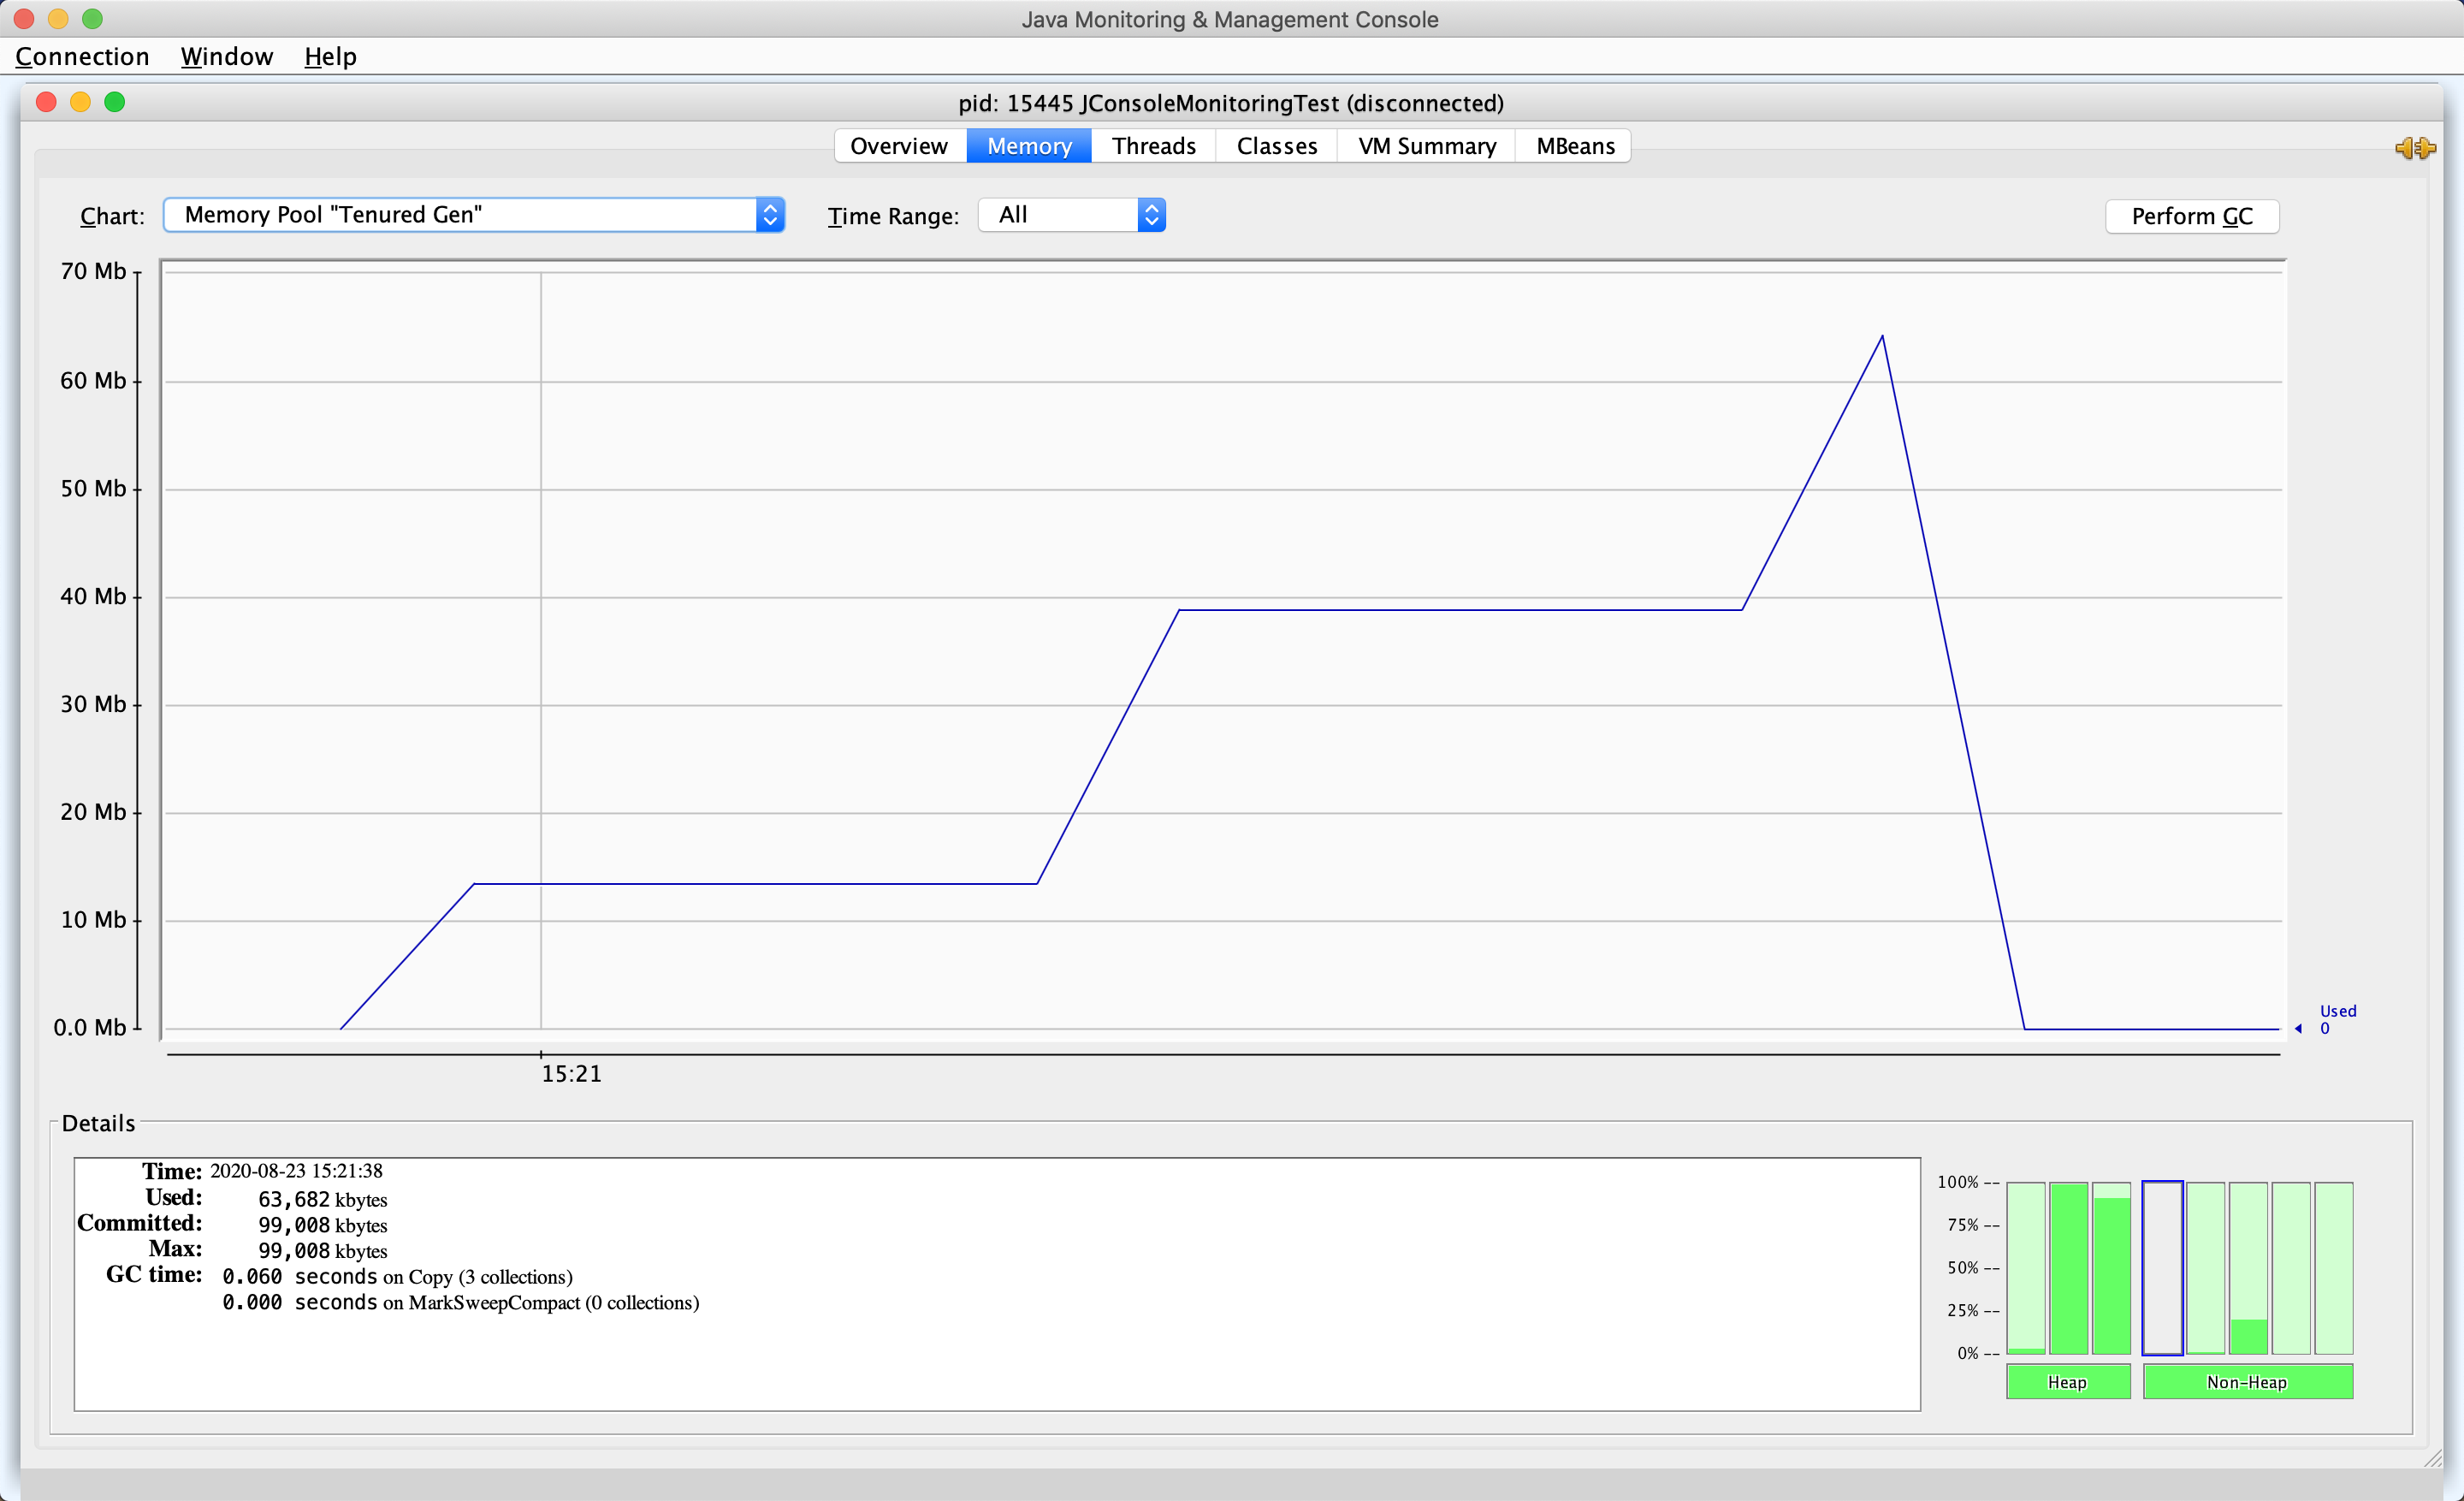 Java Monitoring & Management Console
Connection Window Help
pid: 15445 JConsoleMonitoringTest (disconnected)
Overview Memory Threads Classes VM Summary MBeans
Chart: Memory Pool "Tenured Gen" Time Range: All Perform GC
70 Mb
60 Mb
50 Mb
40 Mb
30 Mb
20 Mb
10 Mb
0.0 Mb
Used
0
15:21
Details
Time: 2020-08-23 15:21:38
Used: 63,682 kbytes
Committed: 99,008 kbytes
Max: 99,008 kbytes
GC time: 0.060 seconds on Copy (3 collections)
0.000 seconds on MarkSweepCompact (0 collections)
100% --
75% --
50% --
25% --
0% --
Heap Non-Heap